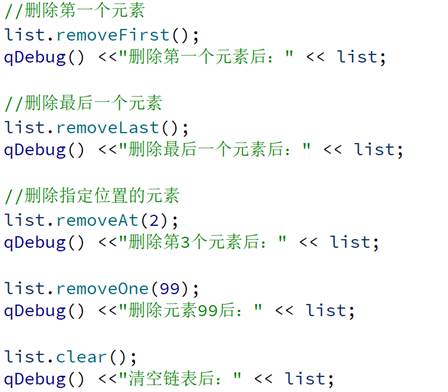 //删除第一个元素
list.removeFirst();
qDebug() <<"删除第一个元素后：" << list;
//删除最后一个元素
list.removeLast();
qDebug() <<"删除最后一个元素后：" << list;
//删除指定位置的元素
list.removeAt(2);
qDebug() <<"删除第3个元素后：" << list;
list.removeOne(99);
qDebug() <<"删除元素99后：" << list;
list.clear();
qDebug() <<"清空链表后：" << list;